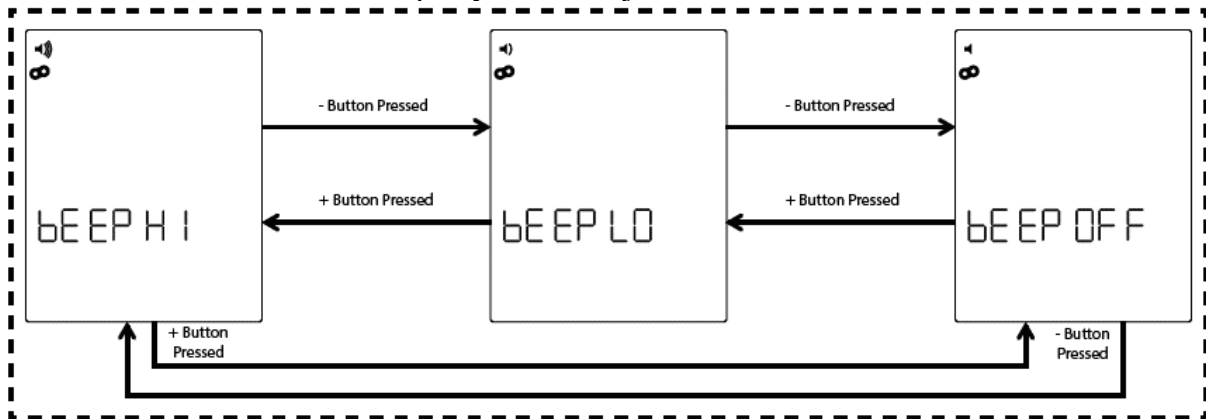 - Button Pressed
- Button Pressed
+ Button Pressed
+ Button Pressed
bEEP HI
bEEP LO
bEEP OFF
+ Button
Pressed
- Button
Pressed